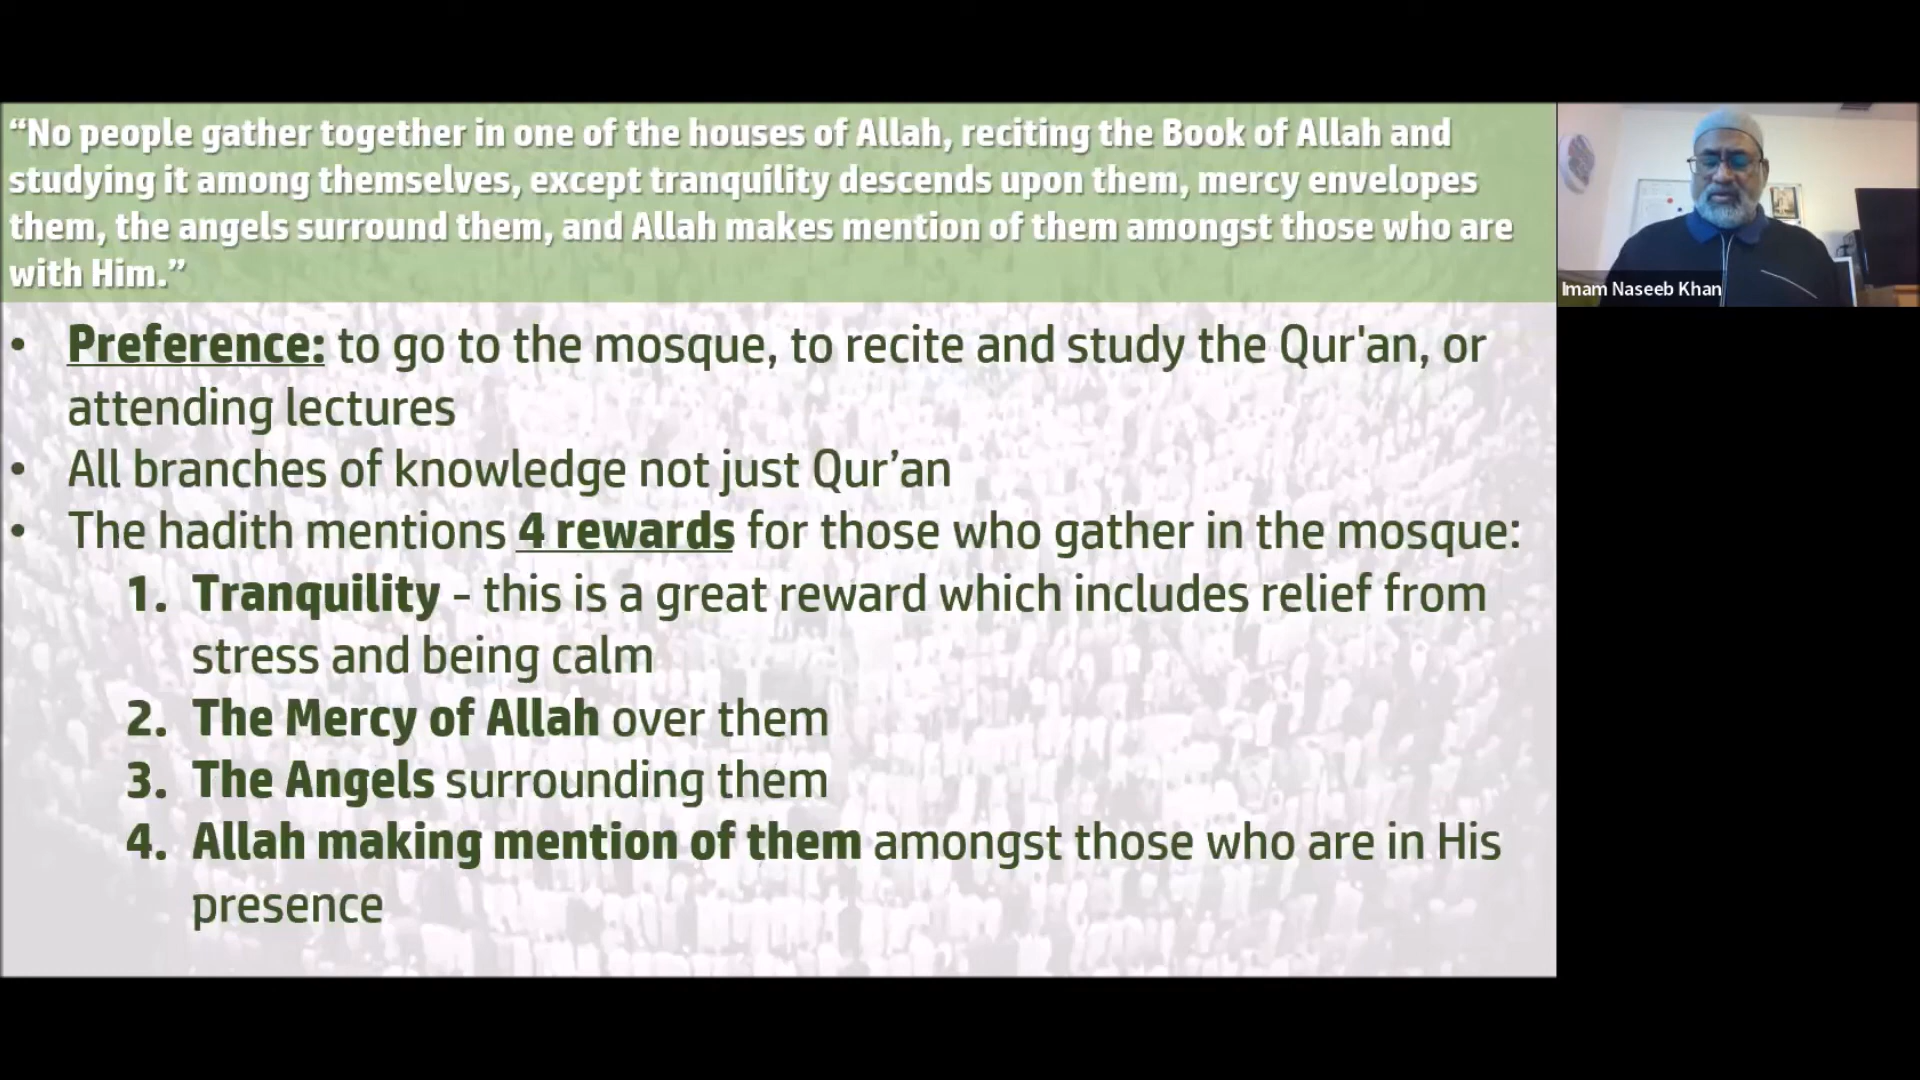 “No people gather together in one of the houses of Allah, reciting the Book of Allah and
studying it among themselves, except tranquility descends upon them, mercy envelopes
them, the angels surround them, and Allah makes mention of them amongst those who are
with Him.”
• Preference: to go to the mosque, to recite and study the Qur'an, or
attending lectures
• All branches of knowledge not just Qur’an
• The hadith mentions 4 rewards for those who gather in the mosque:
1. Tranquility - this is a great reward which includes relief from
stress and being calm
2. The Mercy of Allah over them
3. The Angels surrounding them
4. Allah making mention of them amongst those who are in His
presence
Imam Naseeb Khan